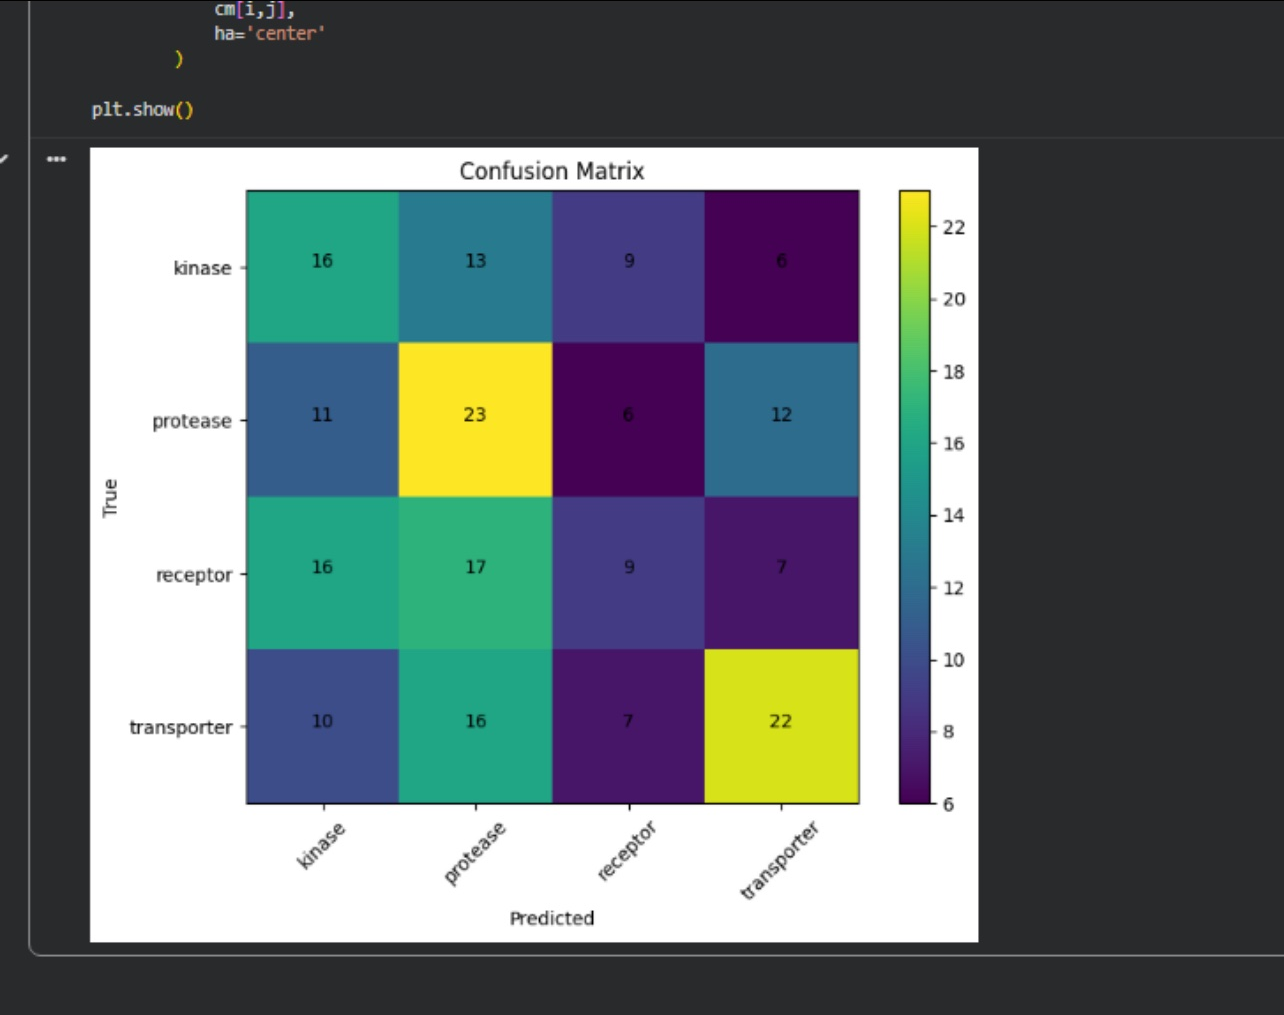 cm[i,j],
ha='center'
)
plt.show()
Confusion Matrix
kinase 16 13 9 6
protease 11 23 6 12
receptor 16 17 9 7
transporter 10 16 7 22
kinase protease receptor transporter
Predicted
True
22
20
18
16
14
12
10
8
6